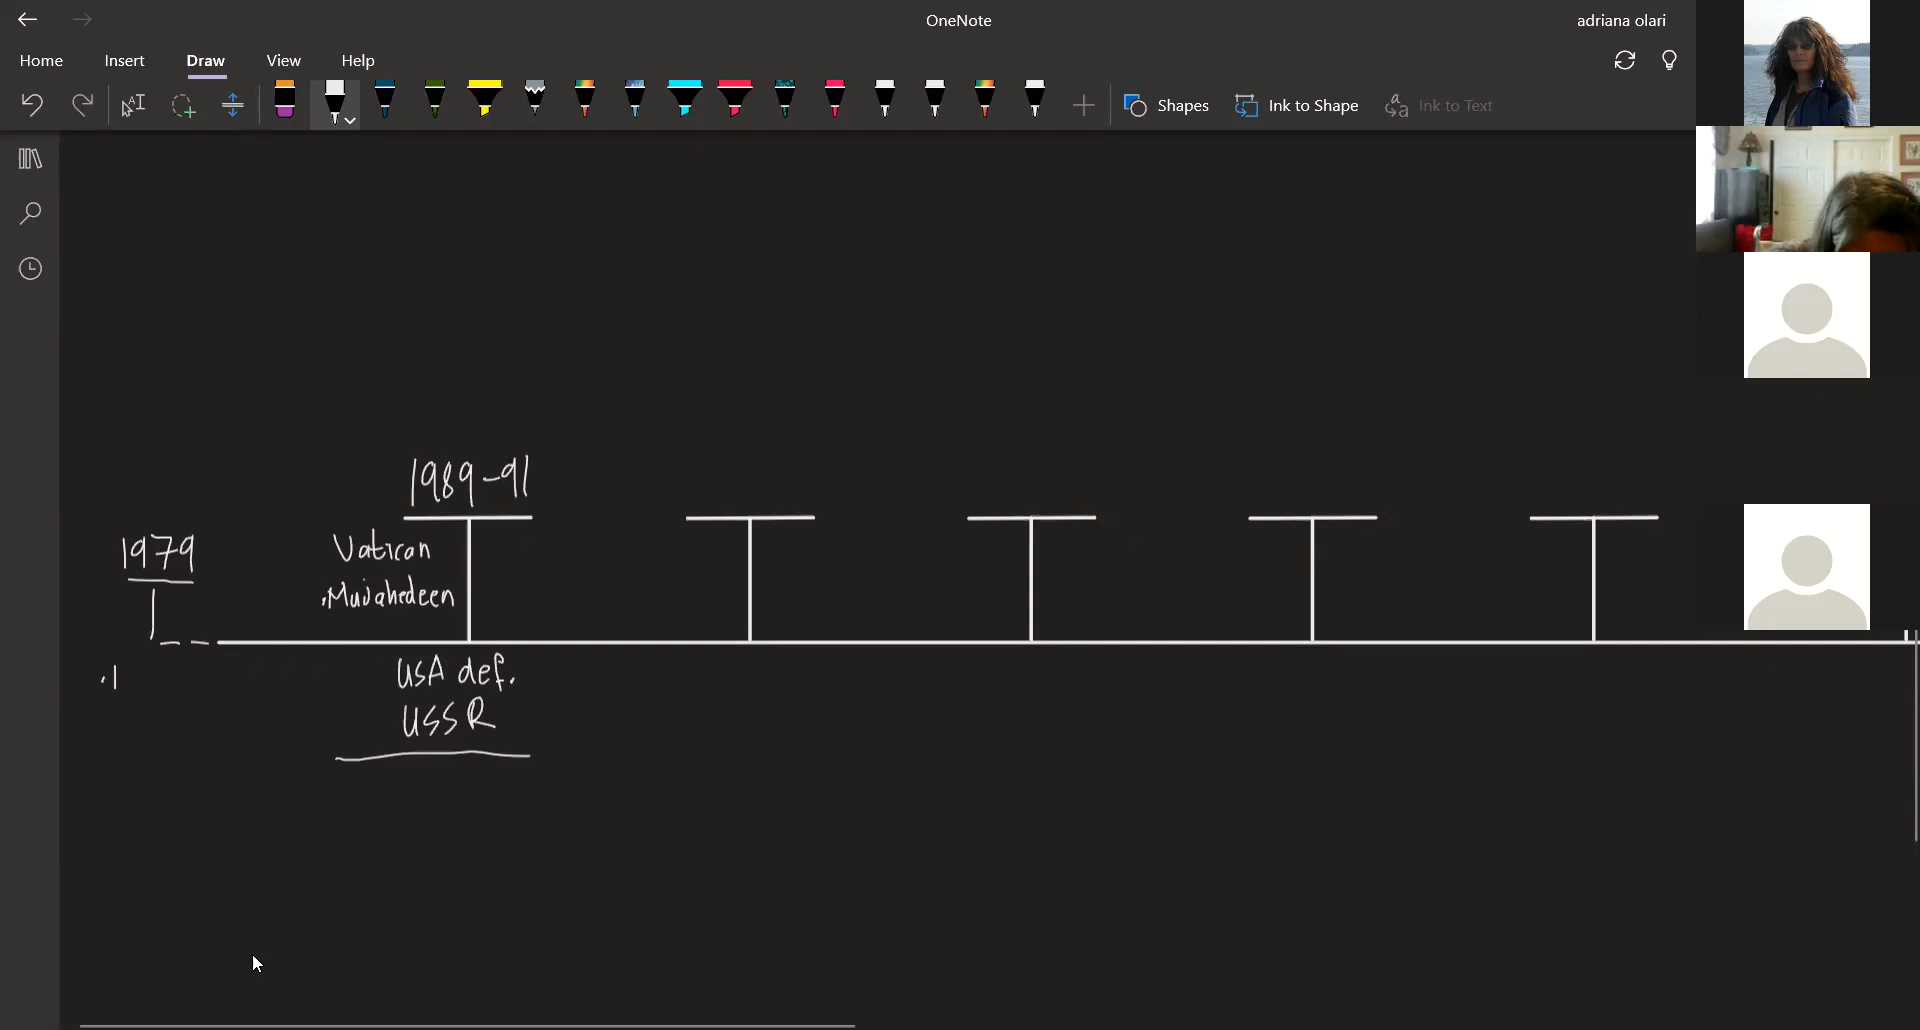 OneNote
adriana olari
Home Insert Draw View Help
Shapes Ink to Shape Ink to Text
1989-91
1979
Vatican
.Mujahedeen
USA def.
USSR